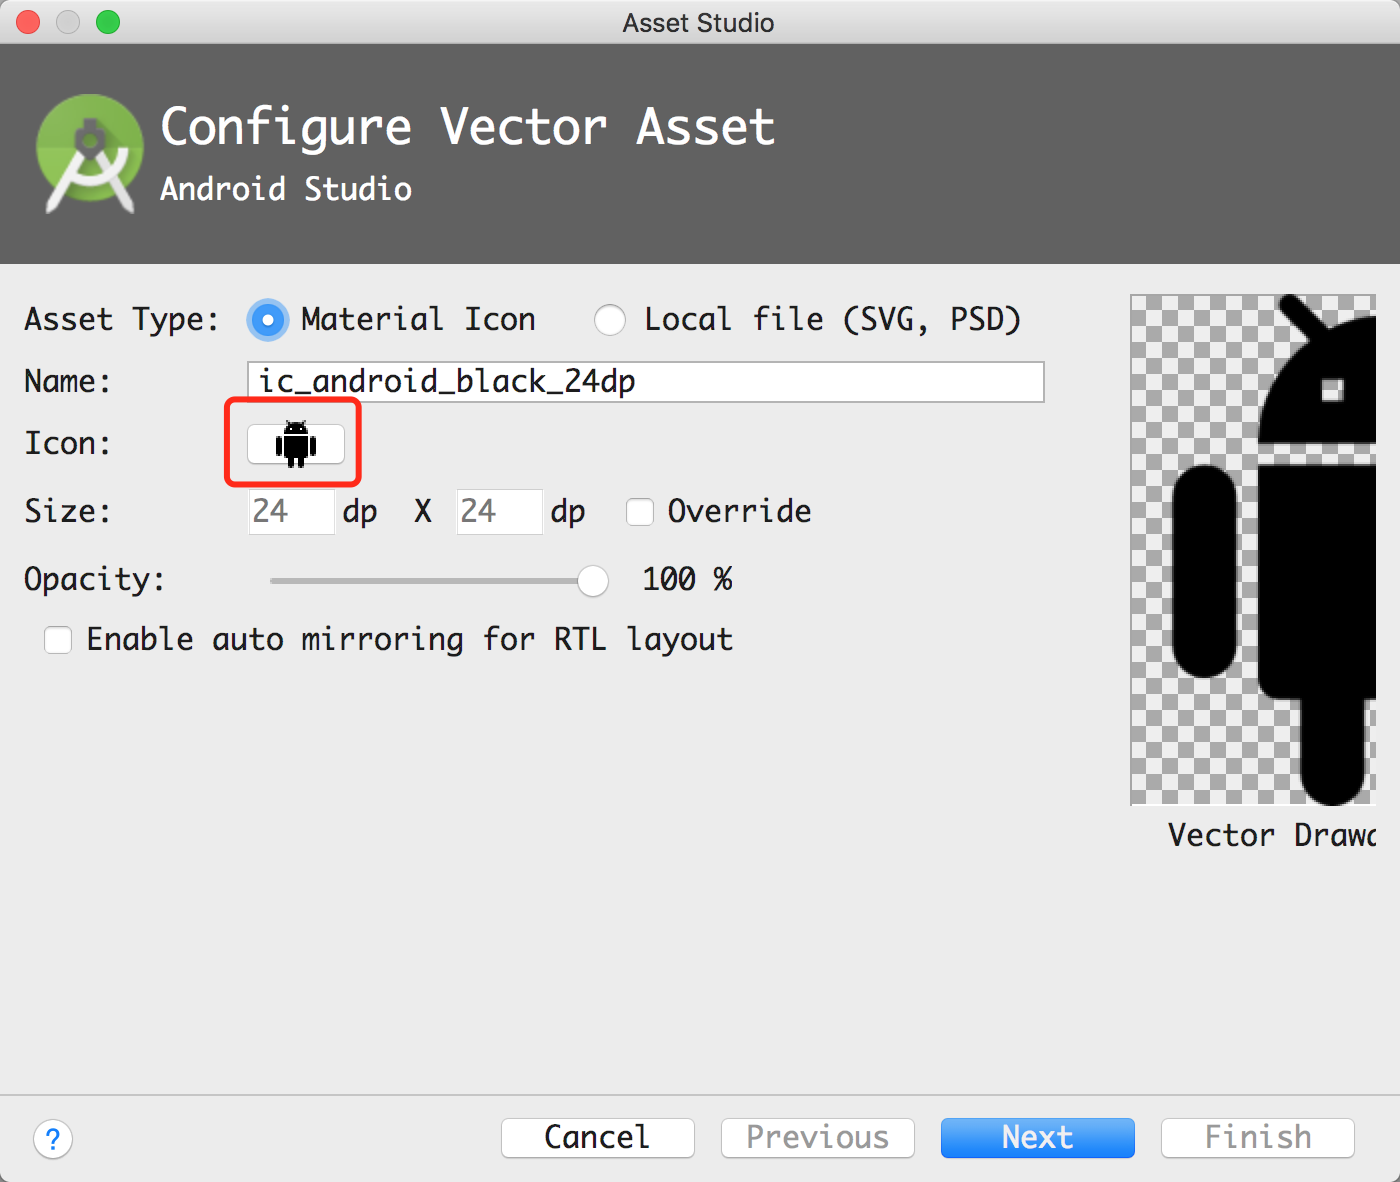 Asset Studio
Configure Vector Asset
Android Studio
Asset Type: Material Icon Local file (SVG, PSD)
Name: ic_android_black_24dp
Icon:
Size: 24 dp X 24 dp Override
Opacity: 100 %
Enable auto mirroring for RTL layout
Vector Drawa
? Cancel Previous Next Finish